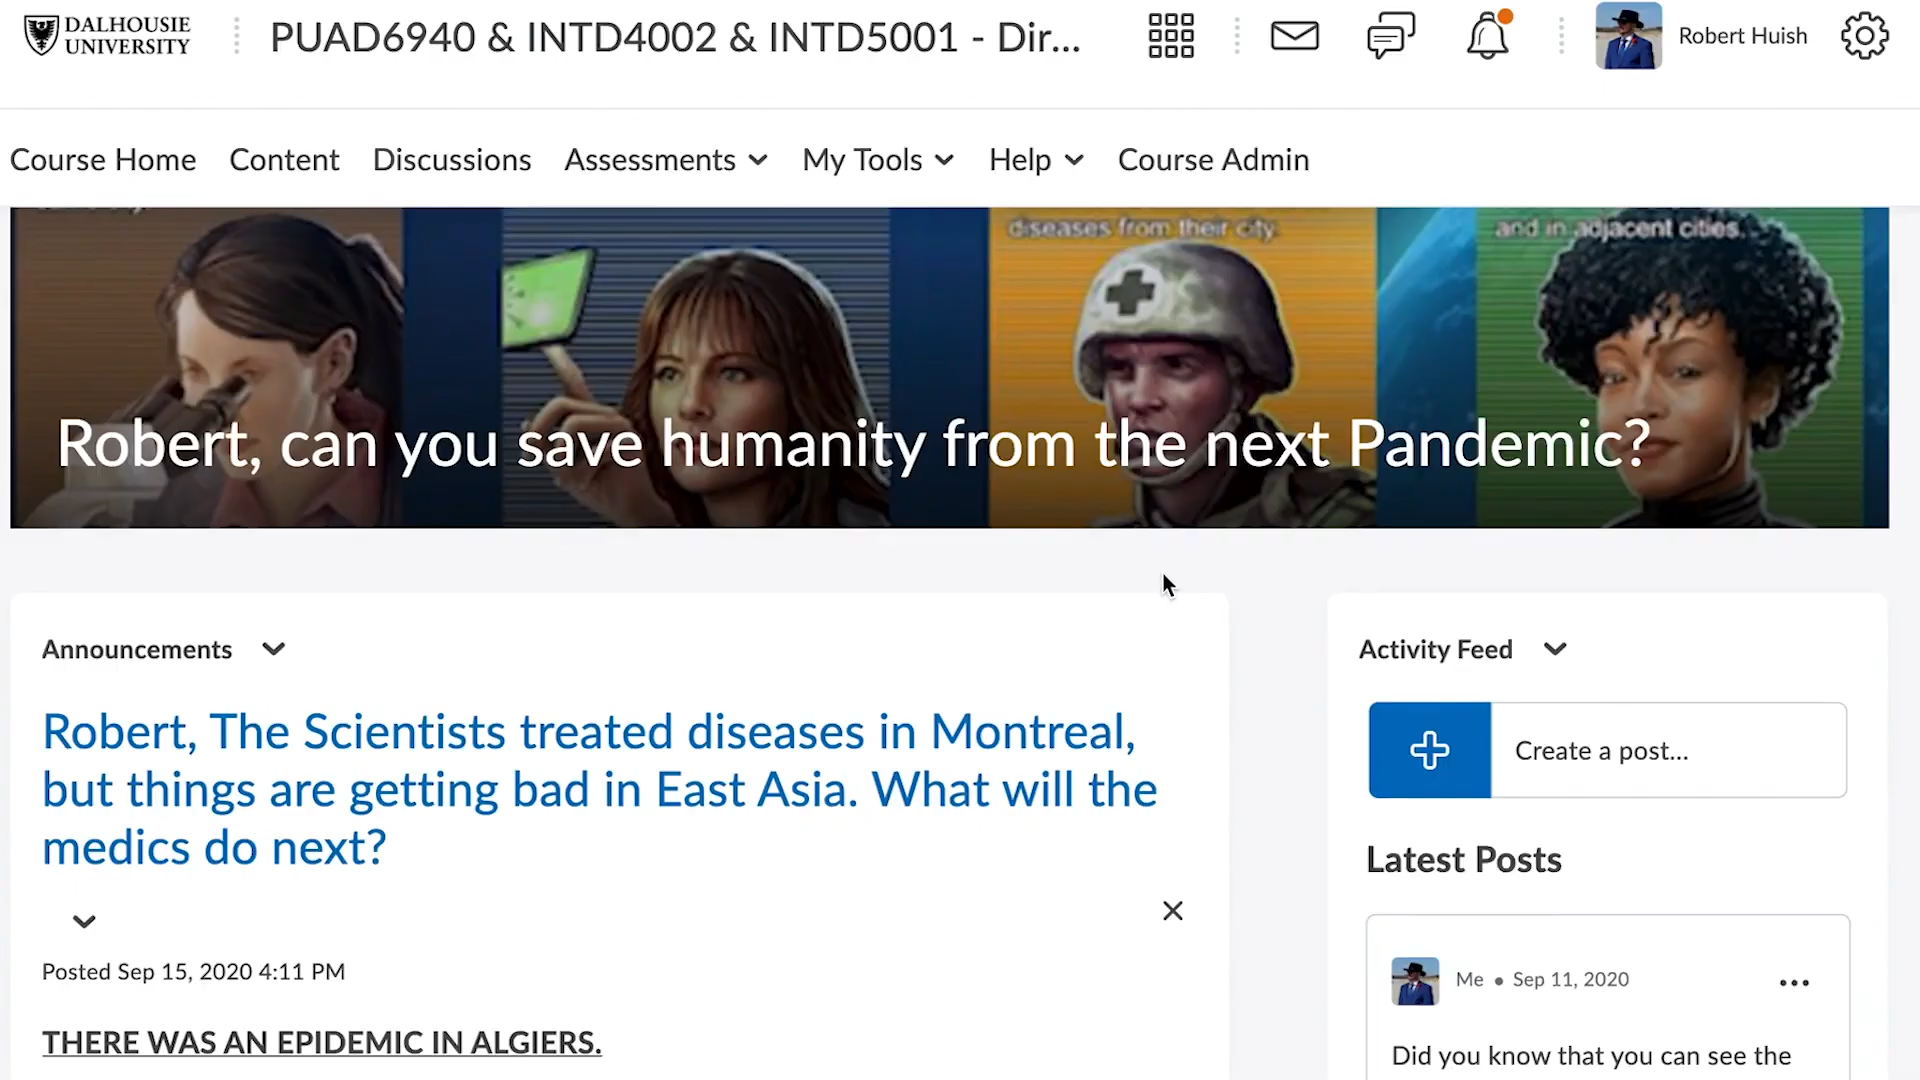 DALHOUSIE
UNIVERSITY
PUAD6940 & INTD4002 & INTD5001 - Dir...
Robert Huish
Course Home Content Discussions Assessments My Tools Help Course Admin
diseases from their city.
and in adjacent cities.
Robert, can you save humanity from the next Pandemic?
Announcements
Robert, The Scientists treated diseases in Montreal,
but things are getting bad in East Asia. What will the
medics do next?
Posted Sep 15, 2020 4:11 PM
THERE WAS AN EPIDEMIC IN ALGIERS.
Activity Feed
Create a post...
Latest Posts
Me • Sep 11, 2020
Did you know that you can see the